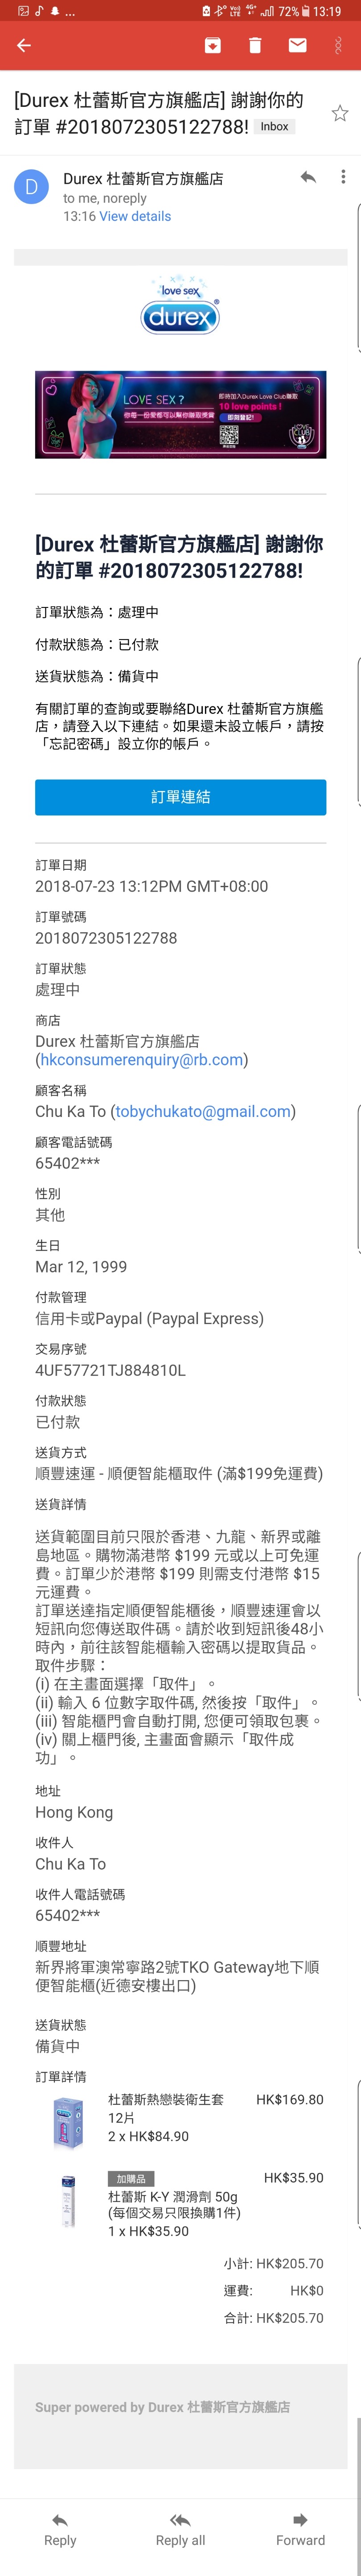 72% 13:19
[Durex 杜蕾斯官方旗艦店] 謝謝你的
訂單 #2018072305122788! Inbox
D
Durex 杜蕾斯官方旗艦店
to me, noreply
13:16 View details
love sex
durex
LOVE SEX ?
即時加入Durex Love Club賺取
10 love points !
[Durex 杜蕾斯官方旗艦店] 謝謝你
的訂單 #2018072305122788!
訂單狀態為：處理中
付款狀態為：已付款
送貨狀態為：備貨中
有關訂單的查詢或要聯絡Durex 杜蕾斯官方旗艦
店，請登入以下連結。如果還未設立帳戶，請按
「忘記密碼」設立你的帳戶。
訂單連結
訂單日期
2018-07-23 13:12PM GMT+08:00
訂單號碼
2018072305122788
訂單狀態
處理中
商店
Durex 杜蕾斯官方旗艦店
(hkconsumerenquiry@rb.com)
顧客名稱
Chu Ka To (tobychukato@gmail.com)
顧客電話號碼
65402***
性別
其他
生日
Mar 12, 1999
付款管理
信用卡或Paypal (Paypal Express)
交易序號
4UF57721TJ884810L
付款狀態
已付款
送貨方式
順豐速運 - 順便智能櫃取件 (滿$199免運費)
送貨詳情
送貨範圍目前只限於香港、九龍、新界或離
島地區。購物滿港幣 $199 元或以上可免運
費。訂單少於港幣 $199 則需支付港幣 $15
元運費。
訂單送達指定順便智能櫃後，順豐速運會以
短訊向您傳送取件碼。請於收到短訊後48小
時內，前往該智能櫃輸入密碼以提取貨品。
取件步驟：
(i) 在主畫面選擇「取件」。
(ii) 輸入 6 位數字取件碼, 然後按「取件」。
(iii) 智能櫃門會自動打開, 您便可領取包裹。
(iv) 關上櫃門後, 主畫面會顯示「取件成
功」。
地址
Hong Kong
收件人
Chu Ka To
收件人電話號碼
65402***
順豐地址
新界將軍澳常寧路2號TKO Gateway地下順
便智能櫃(近德安樓出口)
送貨狀態
備貨中
訂單詳情
杜蕾斯熱戀裝衛生套 HK$169.80
12片
2 x HK$84.90
加購品 HK$35.90
杜蕾斯 K-Y 潤滑劑 50g
(每個交易只限換購1件)
1 x HK$35.90
小計: HK$205.70
運費: HK$0
合計: HK$205.70
Super powered by Durex 杜蕾斯官方旗艦店
Reply Reply all Forward